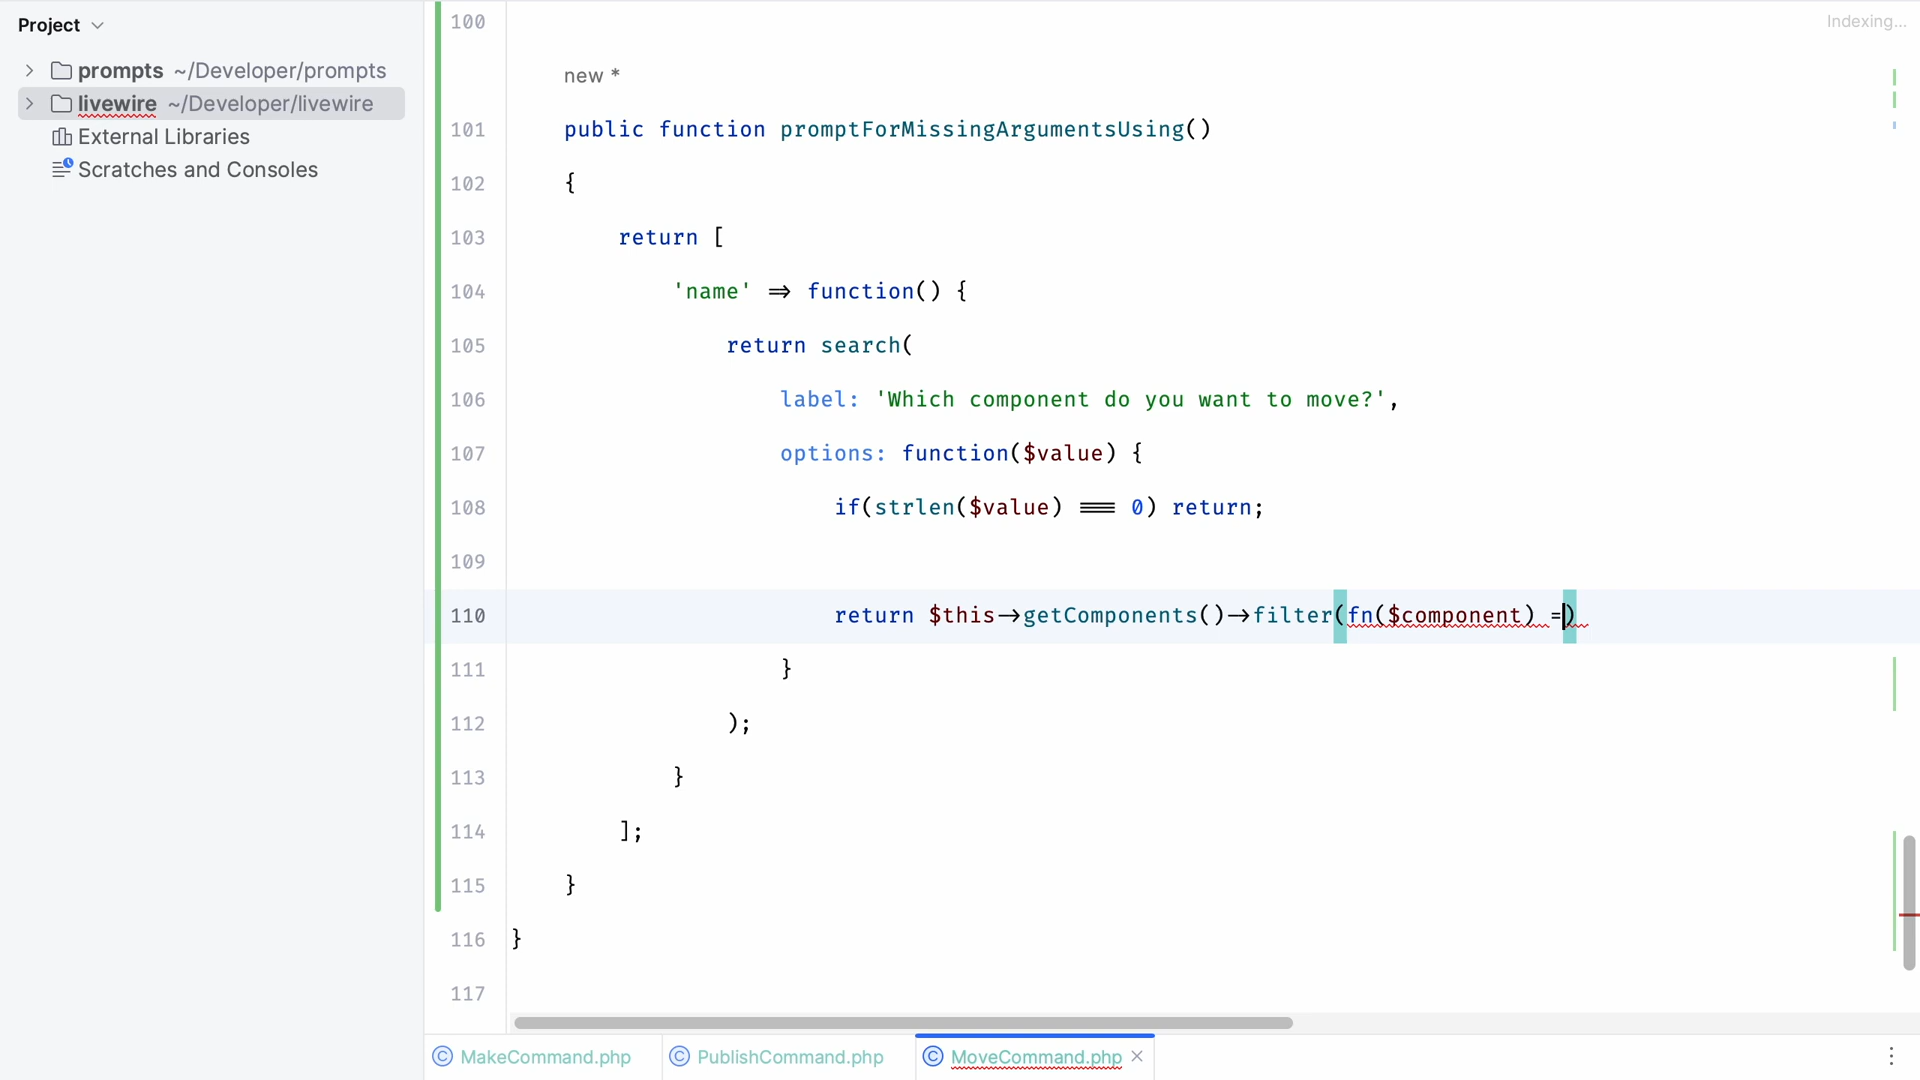 Project
prompts ~/Developer/prompts
livewire ~/Developer/livewire
External Libraries
Scratches and Consoles
Indexing...
100
new *
101 public function promptForMissingArgumentsUsing()
102 {
103 return [
104 'name' => function() {
105 return search(
106 label: 'Which component do you want to move?',
107 options: function($value) {
108 if(strlen($value) === 0) return;
109
110 return $this->getComponents()->filter(fn($component) =)
111 }
112 );
113 }
114 ];
115 }
116 }
117
MakeCommand.php PublishCommand.php MoveCommand.php